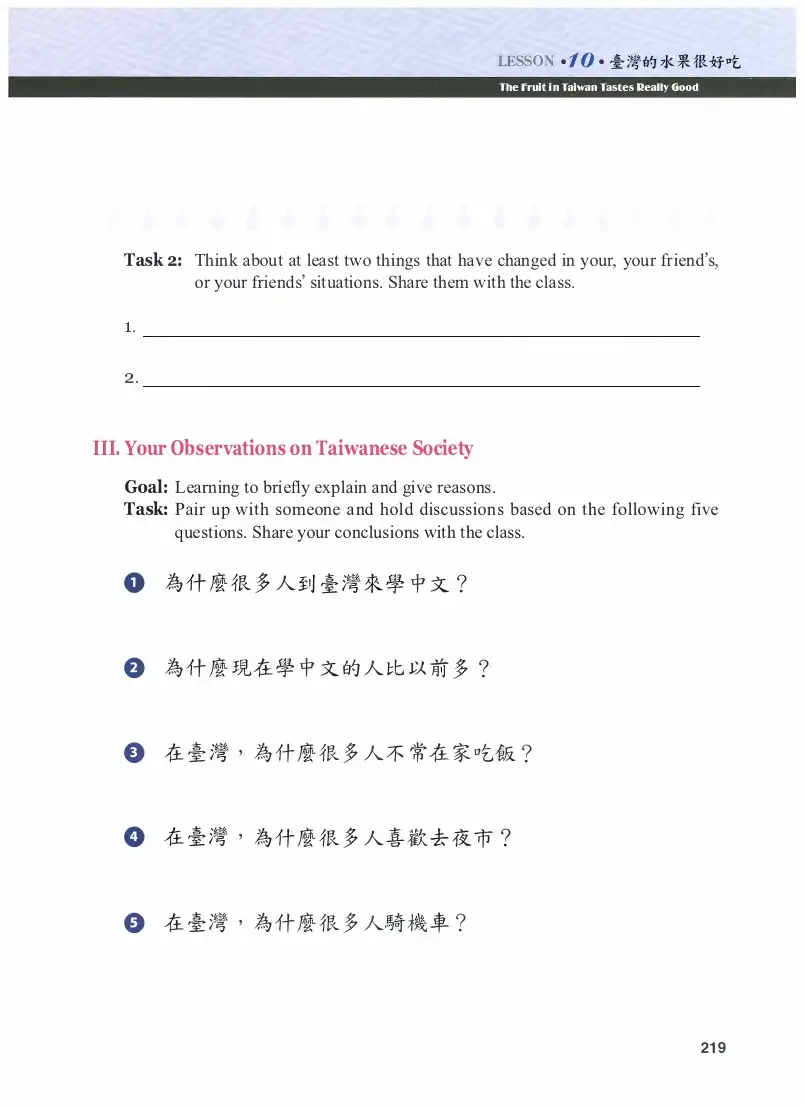 LESSON •10• 臺灣的水果很好吃
The Fruit in Taiwan Tastes Really Good
Task 2: Think about at least two things that have changed in your, your friend's,
or your friends' situations. Share them with the class.
1.
2.
III. Your Observations on Taiwanese Society
Goal: Learning to briefly explain and give reasons.
Task: Pair up with someone and hold discussions based on the following five
questions. Share your conclusions with the class.
1 為什麼很多人到臺灣來學中文？
2 為什麼現在學中文的人比以前多？
3 在臺灣，為什麼很多人不常在家吃飯？
4 在臺灣，為什麼很多人喜歡去夜市？
5 在臺灣，為什麼很多人騎機車？
219